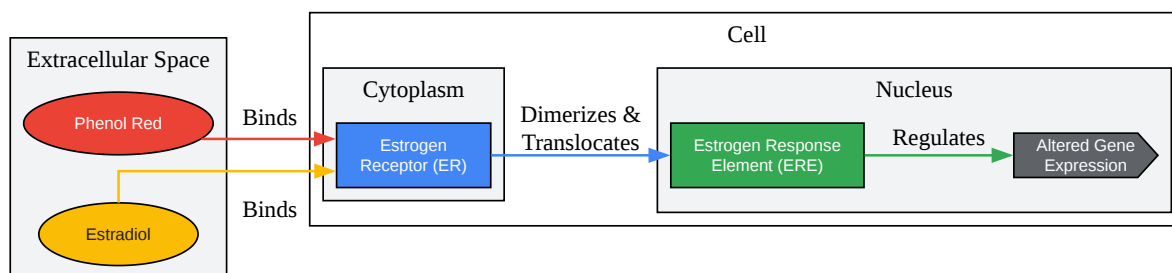 Cell
Extracellular Space
Phenol Red
Estradiol
Binds
Binds
Cytoplasm
Estrogen
Receptor (ER)
Dimerizes &
Translocates
Nucleus
Estrogen Response
Element (ERE)
Regulates
Altered Gene
Expression